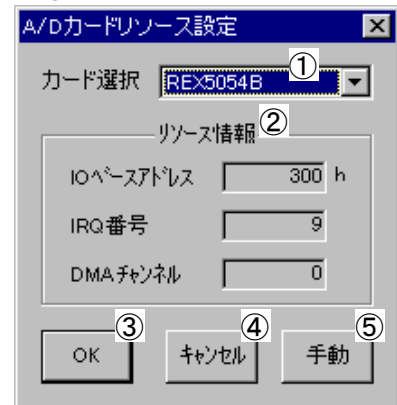 A/Dカードリソース設定
①
カード選択 REX5054B
リソース情報 ②
IOベースアドレス 300 h
IRQ番号 9
DMAチャンネル 0
③ ④ ⑤
OK キャンセル 手動